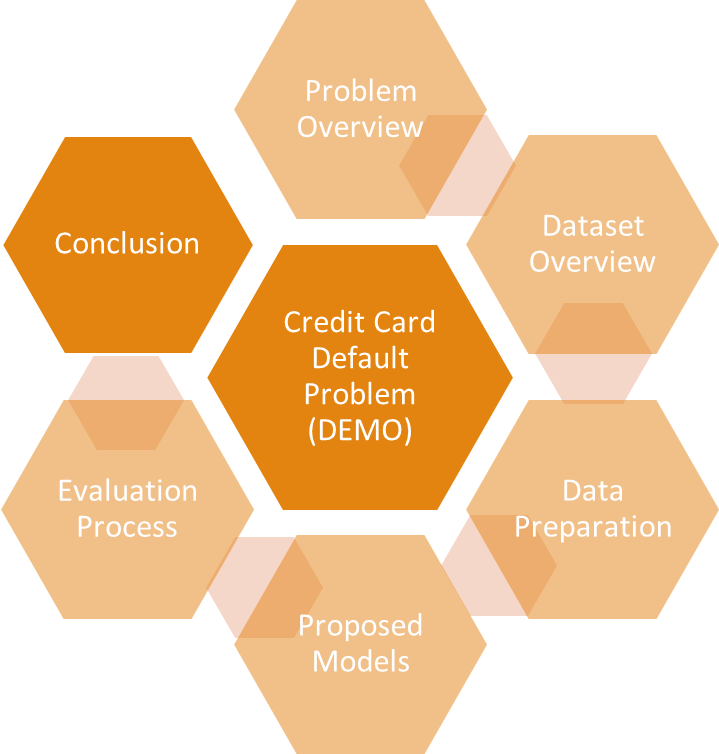 Problem
Overview
Dataset
Overview
Conclusion
Credit Card
Default
Problem
(DEMO)
Data
Preparation
Evaluation
Process
Proposed
Models